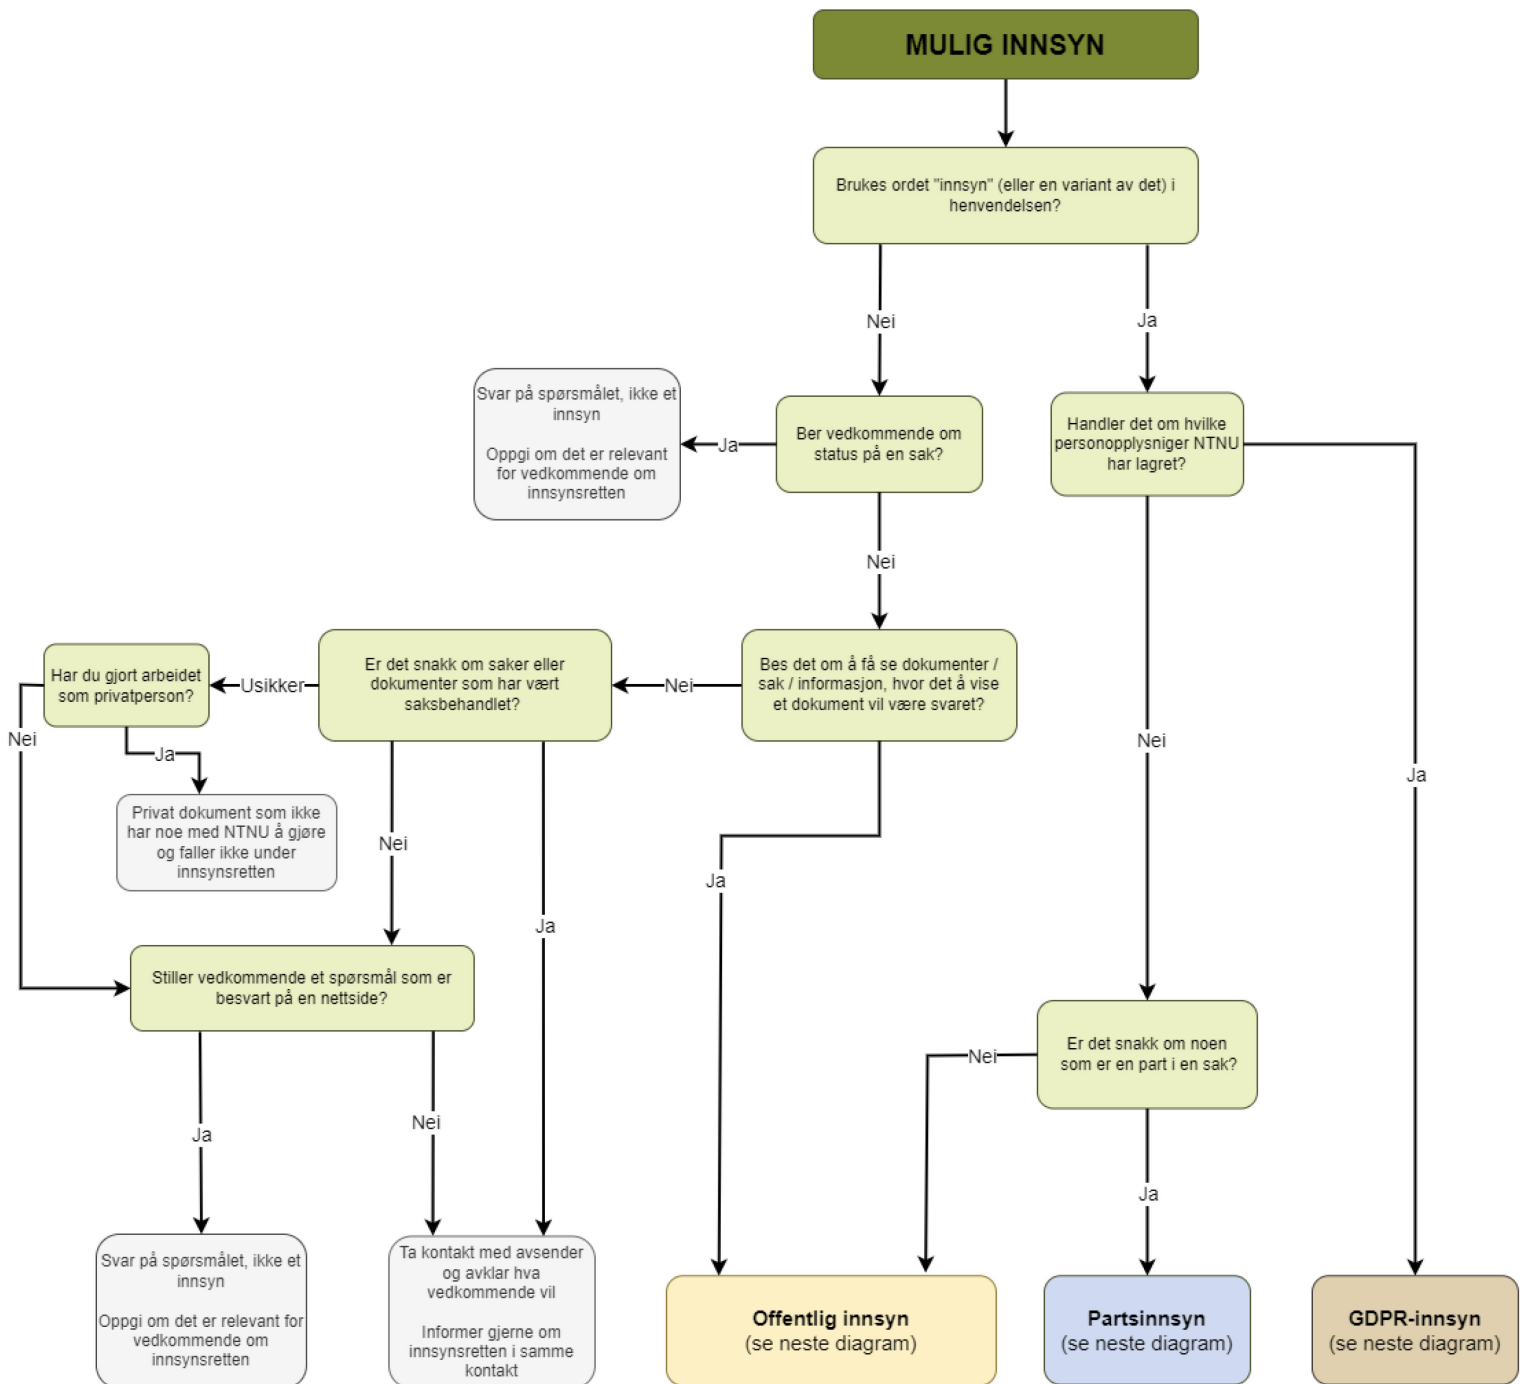 MULIG INNSYN
Brukes ordet "innsyn" (eller en variant av det) i
henvendelsen?
Nei
Ja
Svar på spørsmålet, ikke et
innsyn
Oppgi om det er relevant
for vedkommende om
innsynsretten
Ja
Ber vedkommende om
status på en sak?
Handler det om hvilke
personopplysniger NTNU
har lagret?
Nei
Har du gjort arbeidet
som privatperson?
Usikker
Er det snakk om saker eller
dokumenter som har vært
saksbehandlet?
Nei
Bes det om å få se dokumenter /
sak / informasjon, hvor det å vise
et dokument vil være svaret?
Nei
Ja
Nei
Ja
Privat dokument som ikke
har noe med NTNU å gjøre
og faller ikke under
innsynsretten
Nei
Ja
Ja
Stiller vedkommende et spørsmål som er
besvart på en nettside?
Nei
Er det snakk om noen
som er en part i en sak?
Ja
Nei
Ja
Svar på spørsmålet, ikke et
innsyn
Oppgi om det er relevant for
vedkommende om
innsynsretten
Ta kontakt med avsender
og avklar hva
vedkommende vil
Informer gjerne om
innsynsretten i samme
kontakt
Offentlig innsyn
(se neste diagram)
Partsinnsyn
(se neste diagram)
GDPR-innsyn
(se neste diagram)